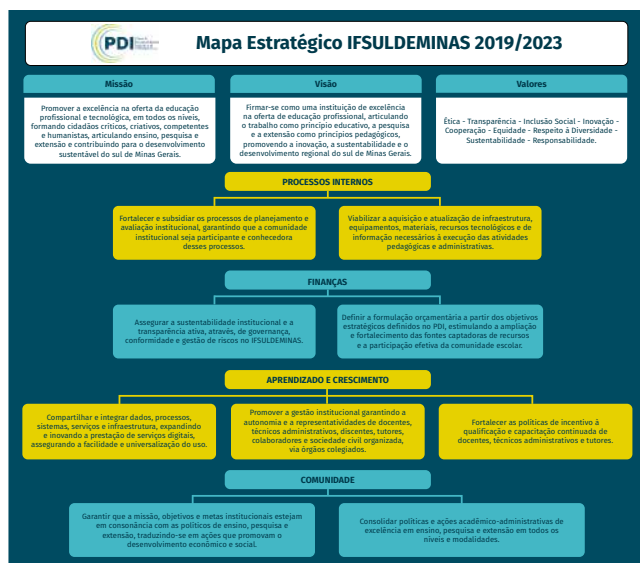 PDI
Mapa Estratégico IFSULDEMINAS 2019/2023
Missão
Promover a excelência na oferta da educação
profissional e tecnológica, em todos os níveis,
formando cidadãos críticos, criativos, competentes
e humanistas, articulando ensino, pesquisa e
extensão e contribuindo para o desenvolvimento
sustentável do sul de Minas Gerais.
Visão
Firmar-se como uma instituição de excelência
na oferta de educação profissional, articulando
o trabalho como princípio educativo, a pesquisa
e a extensão como princípios pedagógicos,
promovendo a inovação, a sustentabilidade e o
desenvolvimento regional do sul de Minas Gerais.
Valores
Ética - Transparência - Inclusão Social - Inovação -
Cooperação - Equidade - Respeito à Diversidade -
Sustentabilidade - Responsabilidade.
PROCESSOS INTERNOS
Fortalecer e subsidiar os processos de planejamento e
avaliação institucional, garantindo que a comunidade
institucional seja participante e conhecedora
desses processos.
Viabilizar a aquisição e atualização de infraestrutura,
equipamentos, materiais, recursos tecnológicos e de
informação necessários à execução das atividades
pedagógicas e administrativas.
FINANÇAS
Assegurar a sustentabilidade institucional e a
transparência ativa, através, de governança,
conformidade e gestão de riscos no IFSULDEMINAS.
Definir a formulação orçamentária a partir dos objetivos
estratégicos definidos no PDI, estimulando a ampliação
e fortalecimento das fontes captadoras de recursos
e a participação efetiva da comunidade escolar.
APRENDIZADO E CRESCIMENTO
Compartilhar e integrar dados, processos,
sistemas, serviços e infraestrutura, expandindo
e inovando a prestação de serviços digitais,
assegurando a facilidade e universalização do uso.
Promover a gestão institucional garantindo a
autonomia e a representatividades de docentes,
técnicos administrativos, discentes, tutores,
colaboradores e sociedade civil organizada,
via órgãos colegiados.
Fortalecer as políticas de incentivo à
qualificação e capacitação continuada de
docentes, técnicos administrativos e tutores.
COMUNIDADE
Garantir que a missão, objetivos e metas institucionais estejam
em consonância com as políticas de ensino, pesquisa e
extensão, traduzindo-se em ações que promovam o
desenvolvimento econômico e social.
Consolidar políticas e ações acadêmico-administrativas de
excelência em ensino, pesquisa e extensão em todos os
níveis e modalidades.